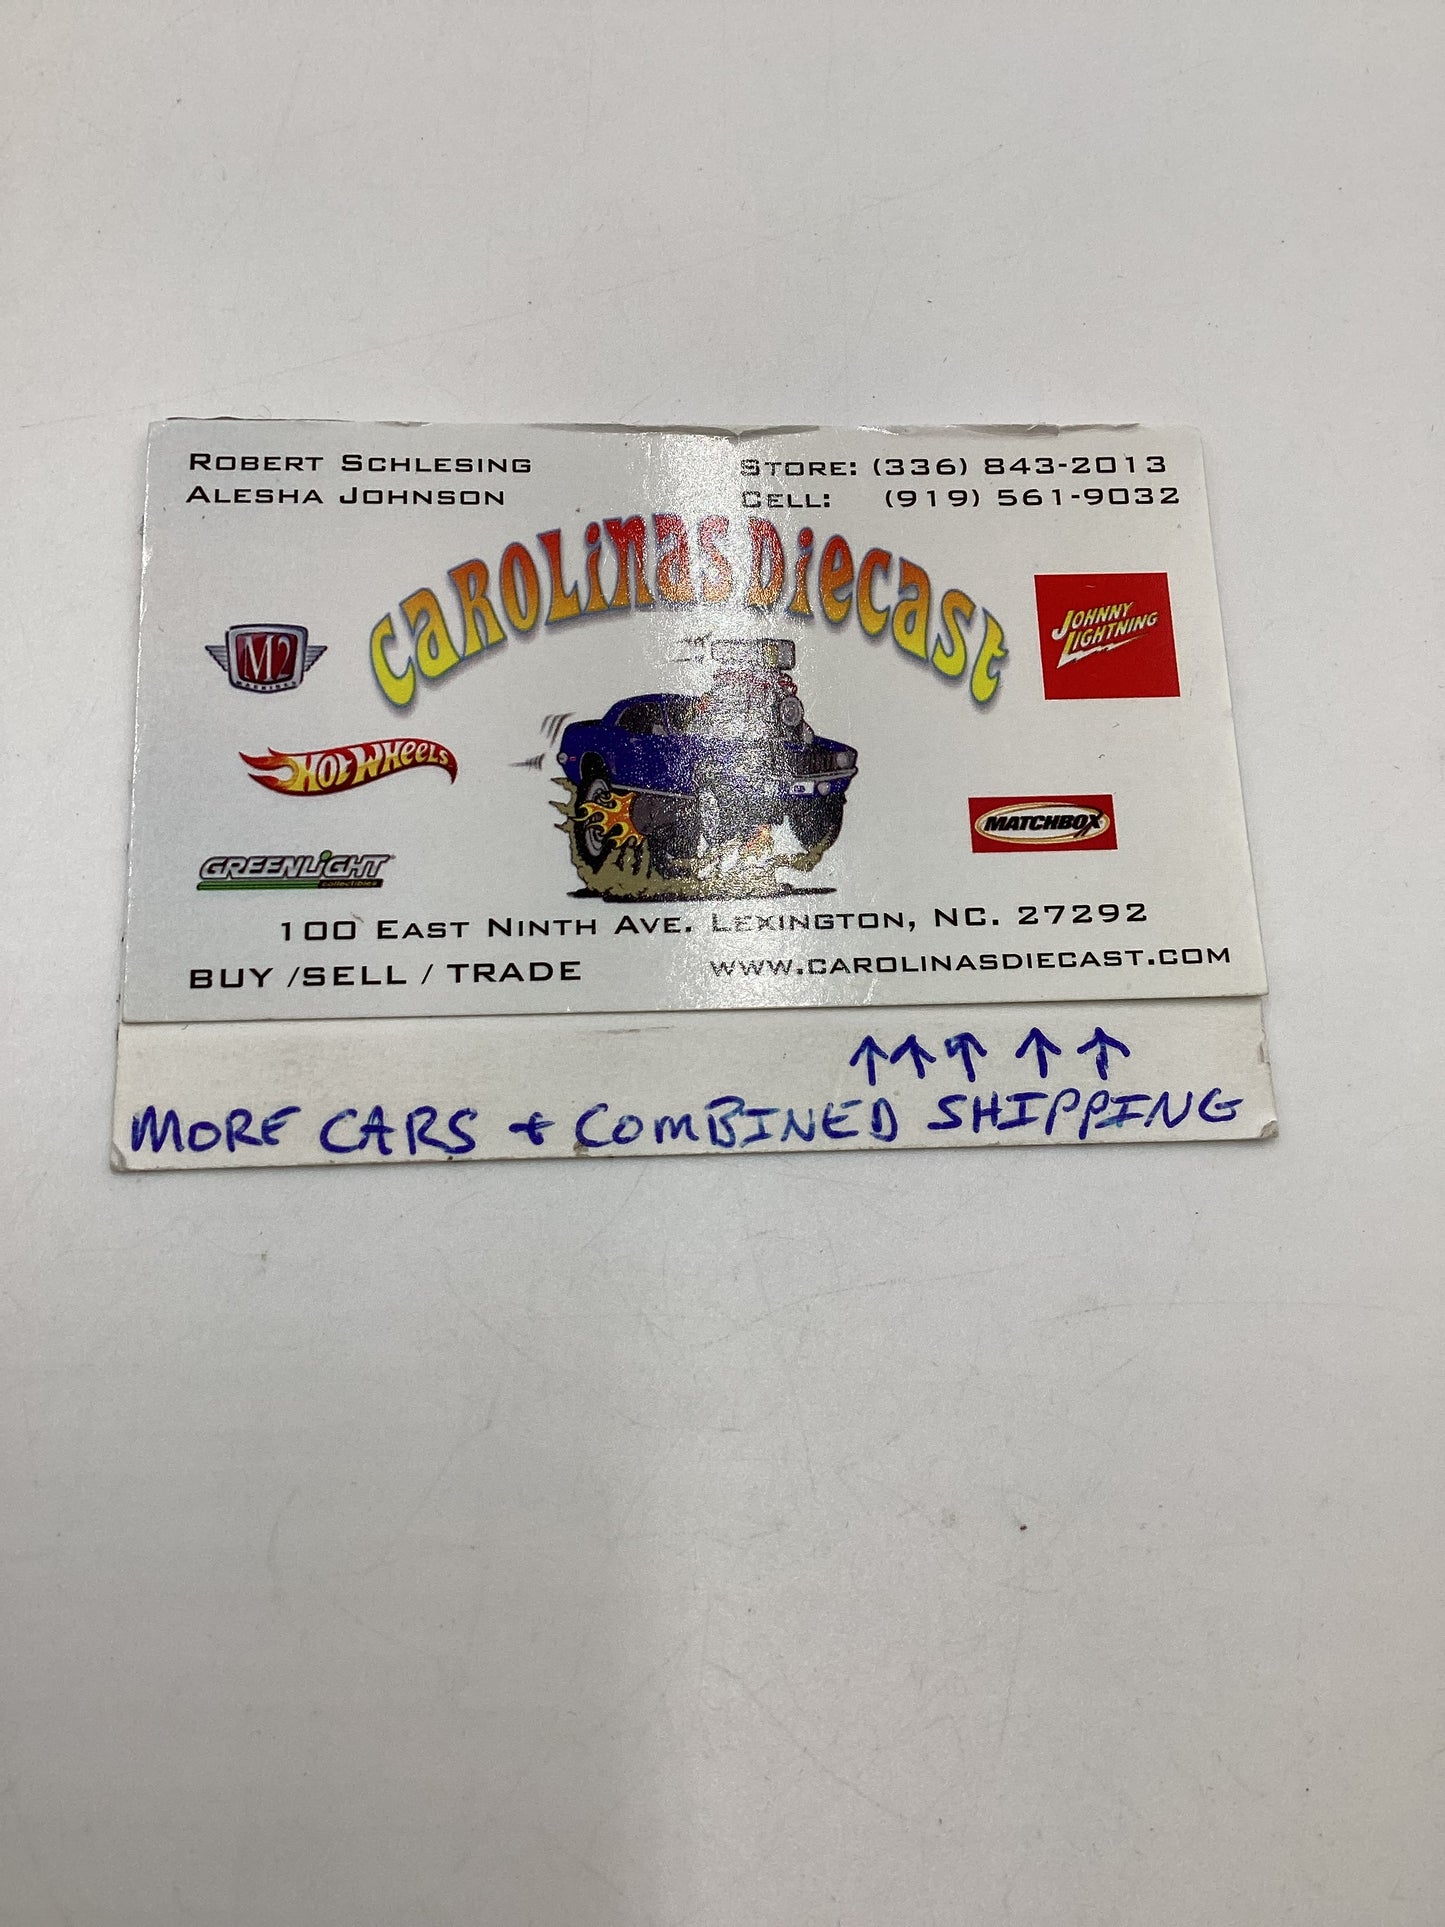 ROBERT SCHLESING
ALESHA JOHNSON
STORE: (336) 843-2013
CELL: (919) 561-9032
CAROLINAS DIECAST
M2
MACHINES
JOHNNY
LIGHTNING
HOT WHEELS
MATCHBOX
GREENLIGHT
collectibles
100 EAST NINTH AVE. LEXINGTON, NC. 27292
BUY /SELL / TRADE
WWW.CAROLINASDIECAST.COM
↑ ↑ ↑ ↑ ↑
MORE CARS + COMBINED SHIPPING